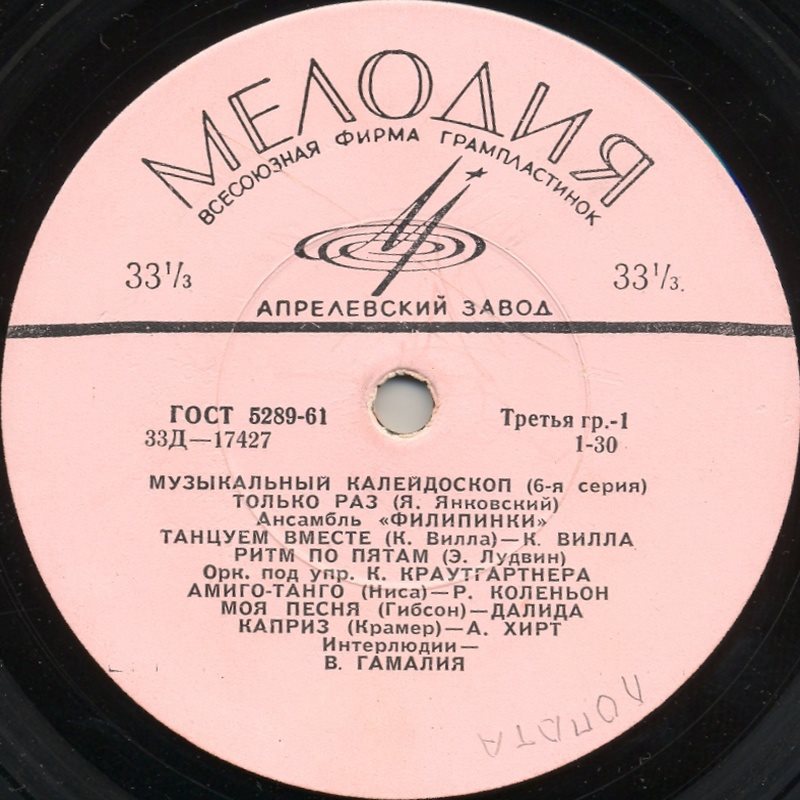 МЕЛОДИЯ
ВСЕСОЮЗНАЯ ФИРМА ГРАМПЛАСТИНОК
33⅓ 33⅓.
АПРЕЛЕВСКИЙ ЗАВОД
ГОСТ 5289-61 Третья гр.-1
33Д—17427 1-30
МУЗЫКАЛЬНЫЙ КАЛЕЙДОСКОП (6-я серия)
ТОЛЬКО РАЗ (Я. Янковский)
Ансамбль «ФИЛИПИНКИ»
ТАНЦУЕМ ВМЕСТЕ (К. Вилла)—К. ВИЛЛА
РИТМ ПО ПЯТАМ (Э. Лудвин)
Орк. под упр. К. КРАУТГАРТНЕРА
АМИГО-ТАНГО (Ниса)—Р. КОЛЕНЬОН
МОЯ ПЕСНЯ (Гибсон)—ДАЛИДА
КАПРИЗ (Крамер)—А. ХИРТ
Интерлюдии—
В. ГАМАЛИЯ